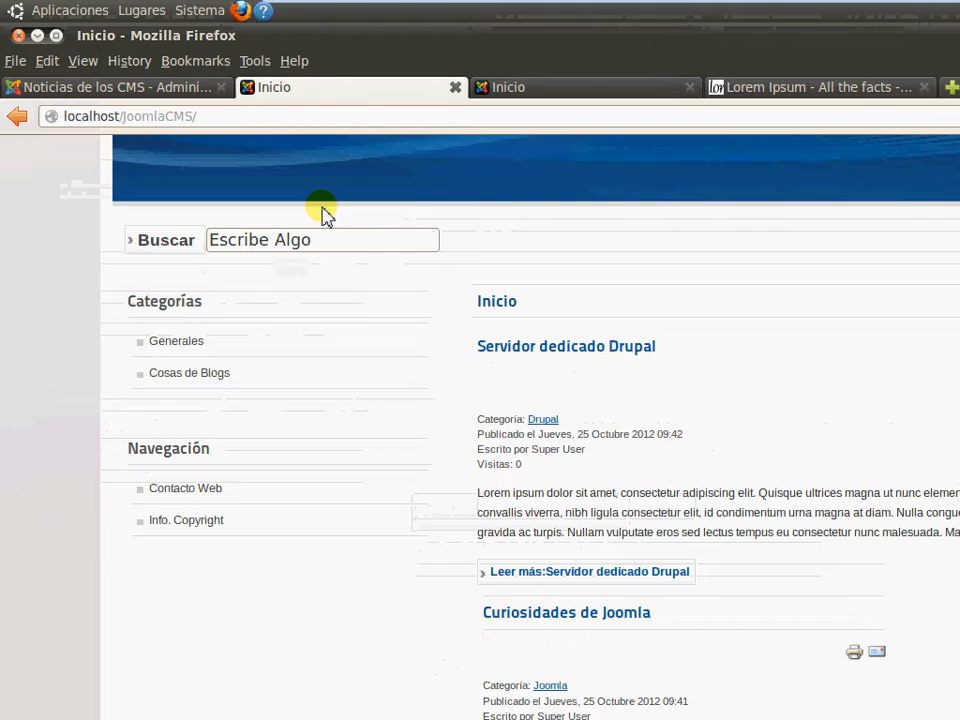 Aplicaciones Lugares Sistema
Inicio - Mozilla Firefox
File Edit View History Bookmarks Tools Help
Noticias de los CMS - Admini... Inicio Inicio Lorem Ipsum - All the facts -...
localhost/JoomlaCMS/
Buscar Escribe Algo
Categorías
Generales
Cosas de Blogs
Navegación
Contacto Web
Info. Copyright
Inicio
Servidor dedicado Drupal
Categoría: Drupal
Publicado el Jueves, 25 Octubre 2012 09:42
Escrito por Super User
Visitas: 0
Lorem ipsum dolor sit amet, consectetur adipiscing elit. Quisque ultrices magna ut nunc elemen
convallis viverra, nibh ligula consectetur elit, id condimentum urna magna at diam. Nulla congue
gravida ac turpis. Nullam vulputate eros sed lectus tempus eu consectetur nunc malesuada. Ma
Leer más:Servidor dedicado Drupal
Curiosidades de Joomla
Categoría: Joomla
Publicado el Jueves, 25 Octubre 2012 09:41
Escrito por Super User